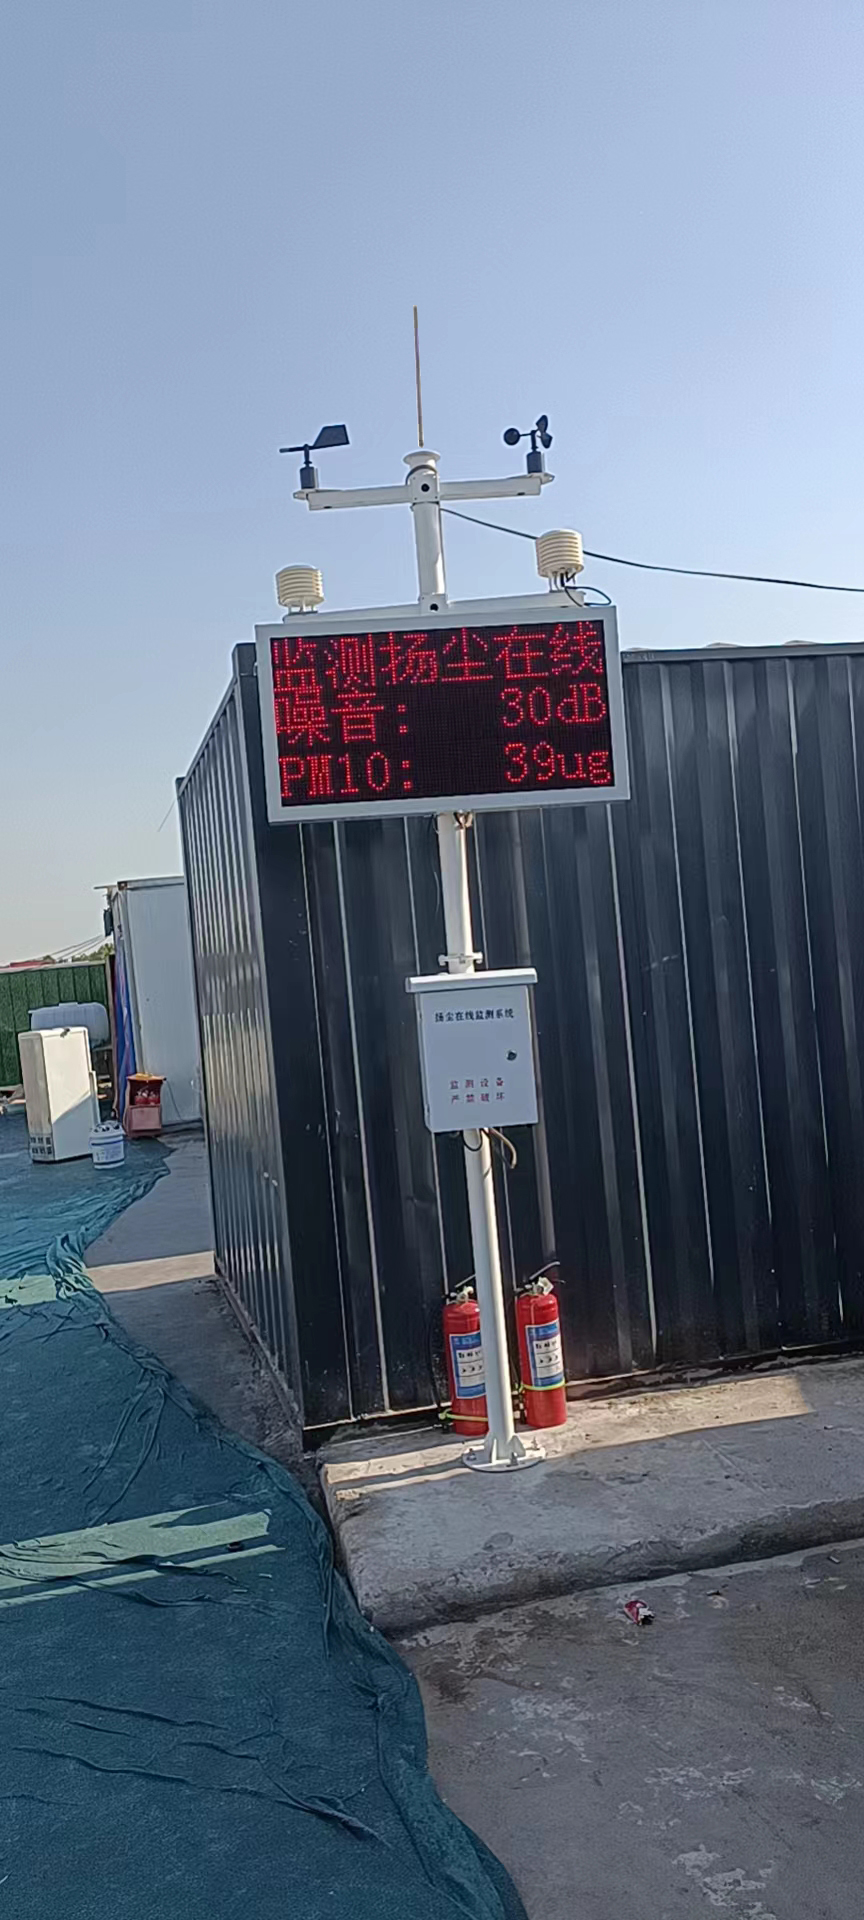 监测扬尘在线
噪音: 30dB
PM10: 39ug
扬尘在线监测系统
监测设备
严禁破坏